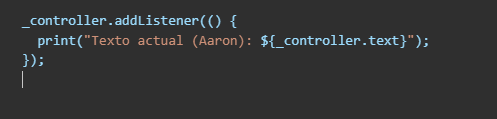 _controller.addListener(() {
  print("Texto actual (Aaron): ${_controller.text}");
});